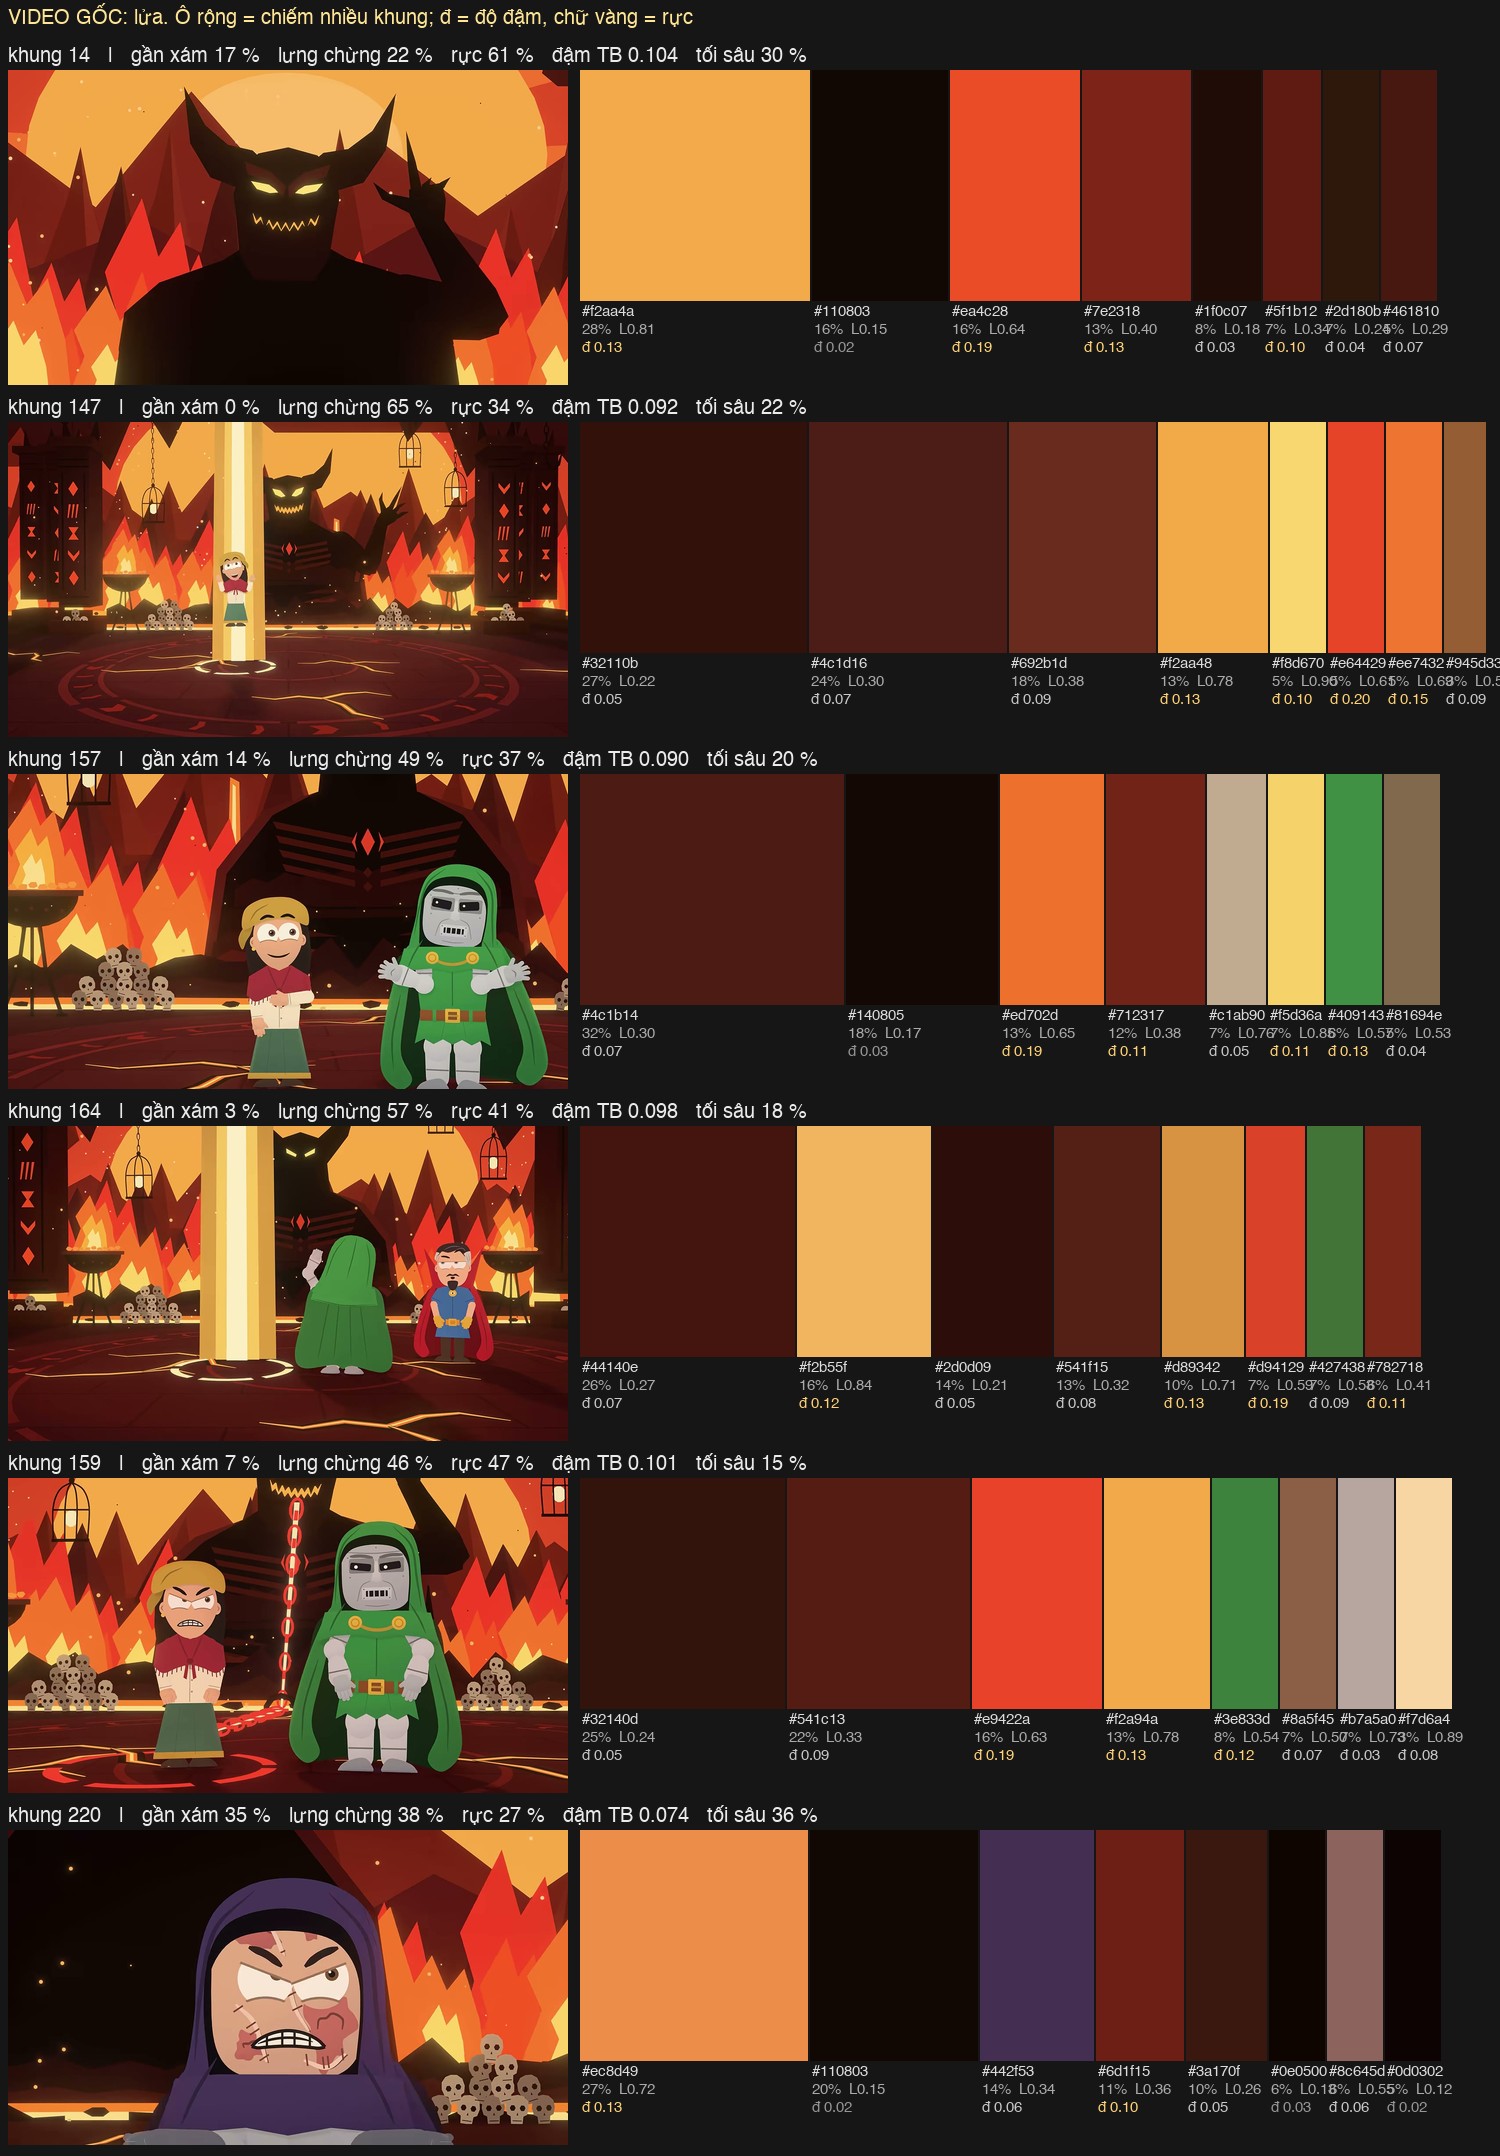 VIDEO GỐC: lửa. Ô rộng = chiếm nhiều khung; đ = độ đậm, chữ vàng = rực
khung 14 | gần xám 17 % lưng chừng 22 % rực 61 % đậm TB 0.104 tối sâu 30 %
#f2aa4a #110803 #ea4c28 #7e2318 #1f0c07 #5f1b12 #2d180b #461810
28% L0.81 16% L0.15 16% L0.64 13% L0.40 8% L0.18 7% L0.29
đ 0.13 đ 0.02 đ 0.19 đ 0.13 đ 0.03 đ 0.10 đ 0.04 đ 0.07
khung 147 | gần xám 0 % lưng chừng 65 % rực 34 % đậm TB 0.092 tối sâu 22 %
#32110b #4c1d16 #692b1d #f2aa48 #f8d670 #e64429 #ee7432 #945d33
27% L0.22 24% L0.30 18% L0.38 13% L0.78 5%
đ 0.05 đ 0.07 đ 0.09 đ 0.13 đ 0.10 đ 0.20 đ 0.15 đ 0.09
khung 157 | gần xám 14 % lưng chừng 49 % rực 37 % đậm TB 0.090 tối sâu 20 %
#4c1b14 #140805 #ed702d #712317 #c1ab90 #f5d36a #409143 #81694e
32% L0.30 18% L0.17 13% L0.65 12% L0.38 7% L0.53
đ 0.07 đ 0.03 đ 0.19 đ 0.11 đ 0.05 đ 0.11 đ 0.13 đ 0.04
khung 164 | gần xám 3 % lưng chừng 57 % rực 41 % đậm TB 0.098 tối sâu 18 %
#44140e #f2b55f #2d0d09 #541f15 #d89342 #d94129 #427438 #782718
26% L0.27 16% L0.84 14% L0.21 13% L0.32 10% L0.71 7% L0.41
đ 0.07 đ 0.12 đ 0.05 đ 0.08 đ 0.13 đ 0.19 đ 0.09 đ 0.11
khung 159 | gần xám 7 % lưng chừng 46 % rực 47 % đậm TB 0.101 tối sâu 15 %
#32140d #541c13 #e9422a #f2a94a #3e833d #8a5f45 #b7a5a0 #f7d6a4
25% L0.24 22% L0.33 16% L0.63 13% L0.78 8% L0.54 7% L0.89
đ 0.05 đ 0.09 đ 0.19 đ 0.13 đ 0.12 đ 0.07 đ 0.03 đ 0.08
khung 220 | gần xám 35 % lưng chừng 38 % rực 27 % đậm TB 0.074 tối sâu 36 %
#ec8d49 #110803 #442f53 #6d1f15 #3a170f #0e0500 #8c645d #0d0302
27% L0.72 20% L0.15 14% L0.34 11% L0.36 10% L0.26 6% L0.12
đ 0.13 đ 0.02 đ 0.06 đ 0.10 đ 0.05 đ 0.03 đ 0.06 đ 0.02